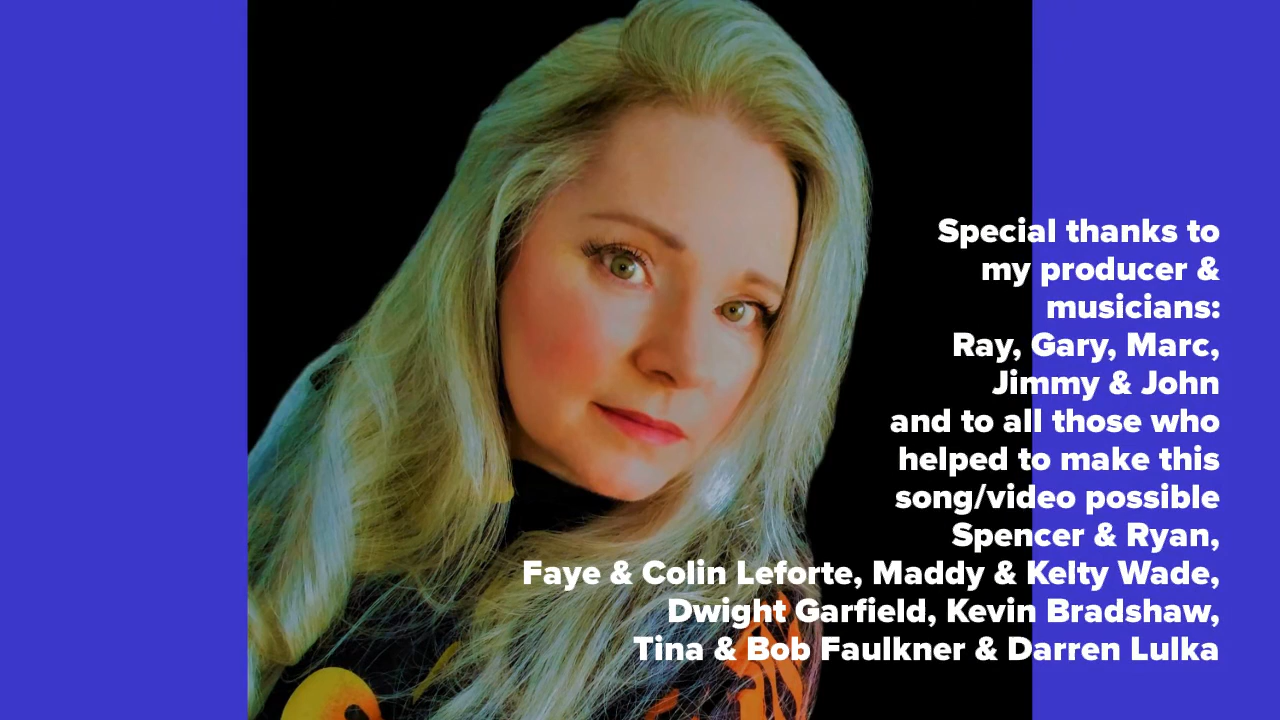 Special thanks to
my producer &
musicians:
Ray, Gary, Marc,
Jimmy & John
and to all those who
helped to make this
song/video possible
Spencer & Ryan,
Faye & Colin Leforte, Maddy & Kelty Wade,
Dwight Garfield, Kevin Bradshaw,
Tina & Bob Faulkner & Darren Lulka